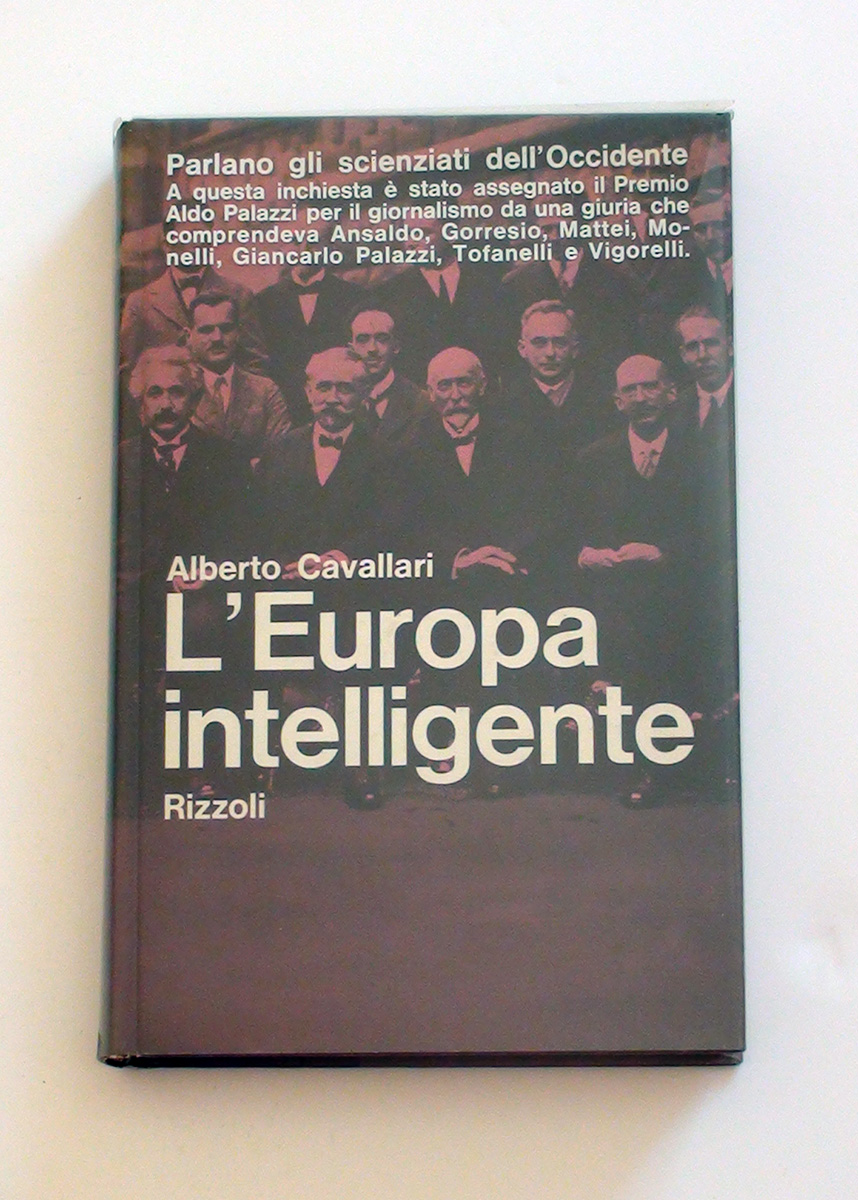 Parlano gli scienziati dell'Occidente
A questa inchiesta è stato assegnato il Premio
Aldo Palazzi per il giornalismo da una giuria che
comprendeva Ansaldo, Gorresio, Mattei, Mo-
nelli, Giancarlo Palazzi, Tofanelli e Vigorelli.
Alberto Cavallari
L'Europa
intelligente
Rizzoli